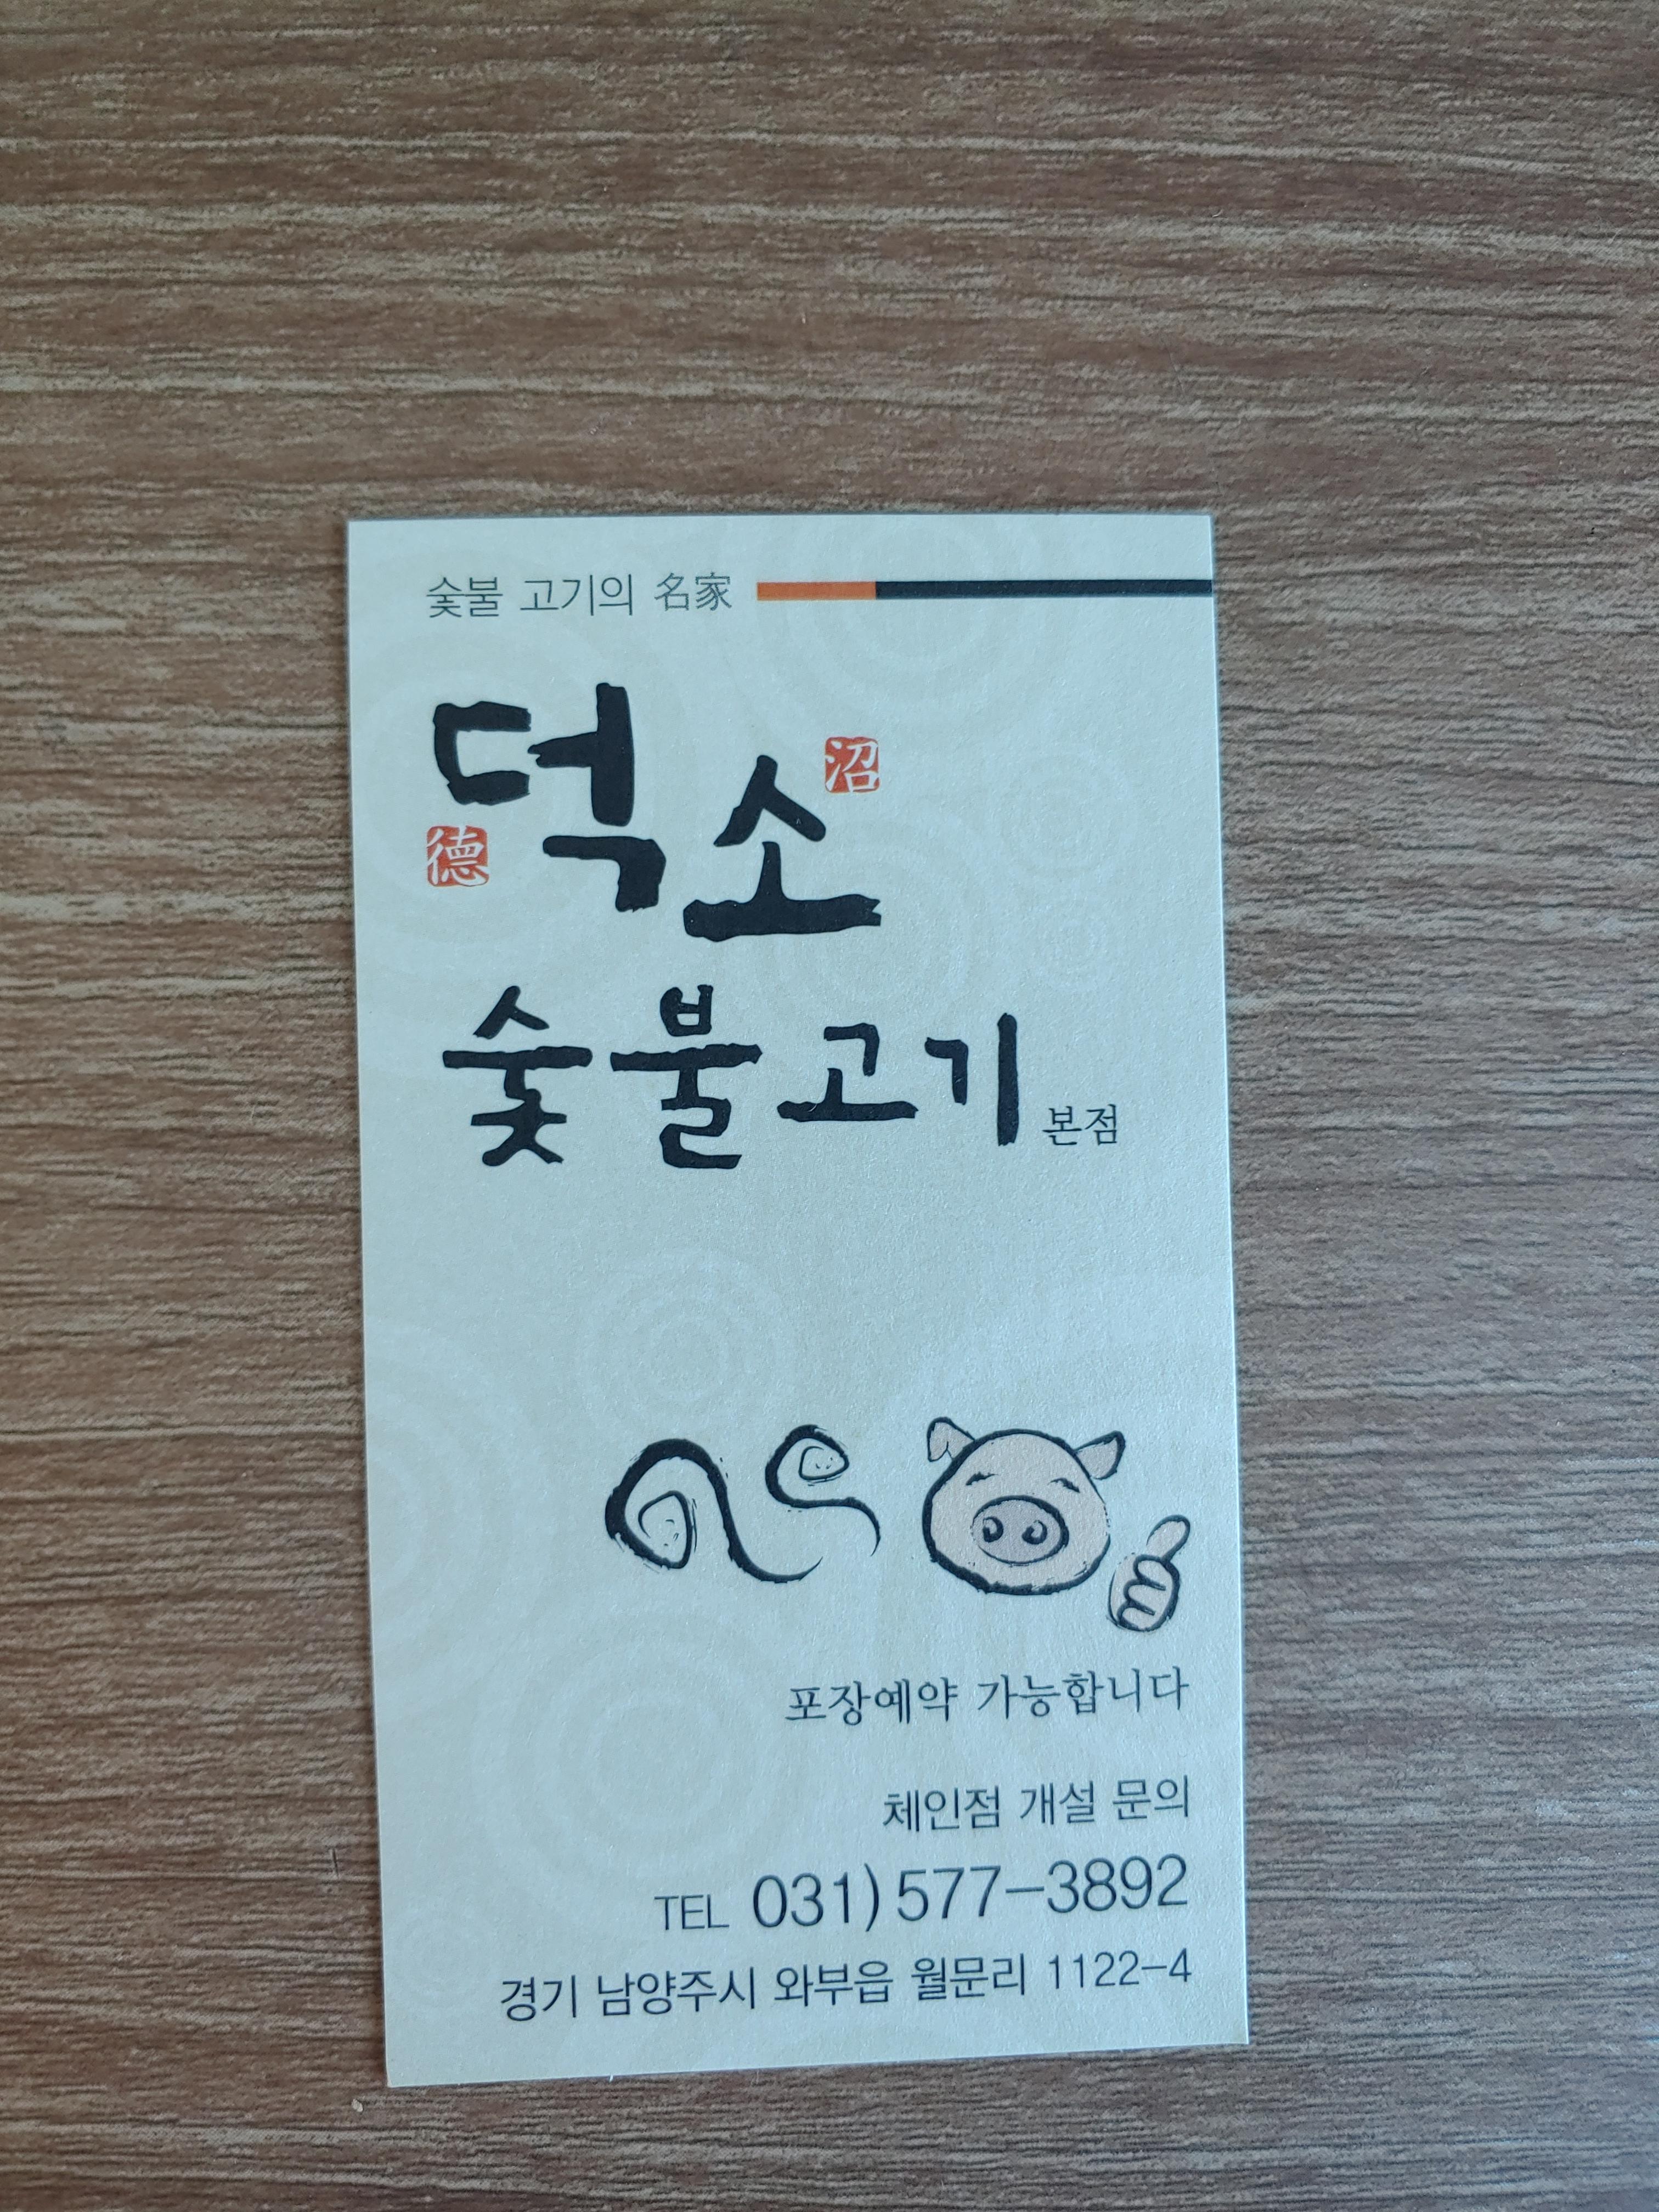 숯불 고기의 名家
덕소
沼
德
숯불고기 본점
포장예약 가능합니다
체인점 개설 문의
TEL 031) 577-3892
경기 남양주시 와부읍 월문리 1122-4